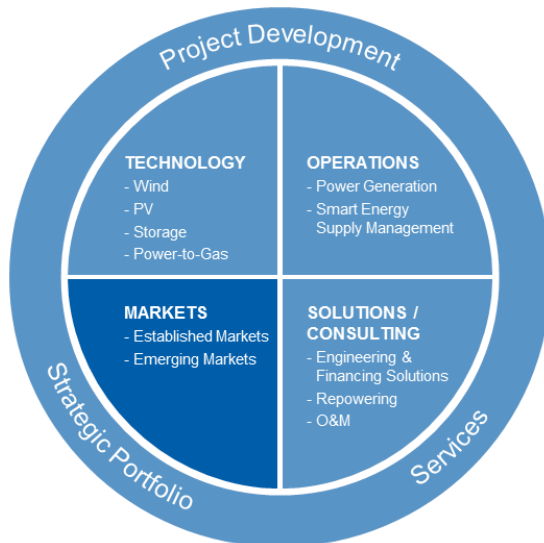 Project Development
TECHNOLOGY
- Wind
- PV
- Storage
- Power-to-Gas
OPERATIONS
- Power Generation
- Smart Energy
Supply Management
MARKETS
- Established Markets
- Emerging Markets
SOLUTIONS /
CONSULTING
- Engineering &
Financing Solutions
- Repowering
- O&M
Strategic Portfolio
Services